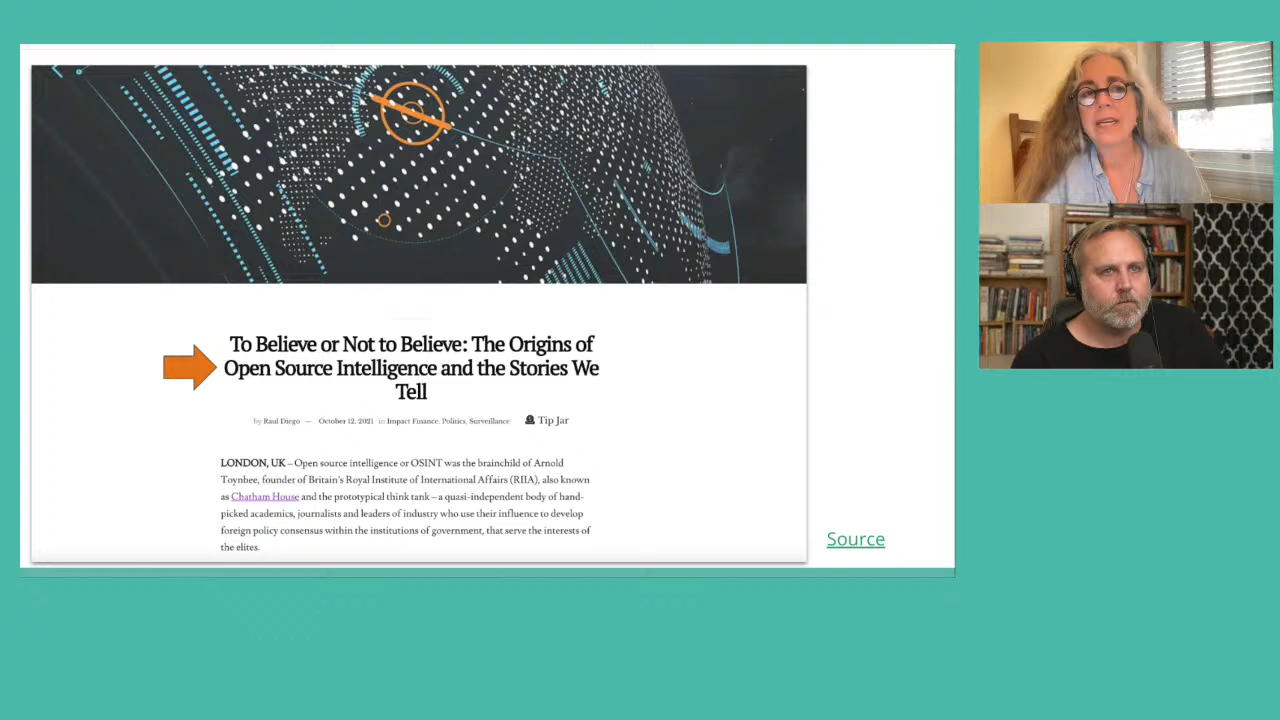 To Believe or Not to Believe: The Origins of
Open Source Intelligence and the Stories We
Tell
by Raul Diego — October 12, 2021 in Impact Finance, Politics, Surveillance Tip Jar
LONDON, UK – Open source intelligence or OSINT was the brainchild of Arnold
Toynbee, founder of Britain's Royal Institute of International Affairs (RIIA), also known
as Chatham House and the prototypical think tank – a quasi-independent body of hand-
picked academics, journalists and leaders of industry who use their influence to develop
foreign policy consensus within the institutions of government, that serve the interests of
the elites.
Source